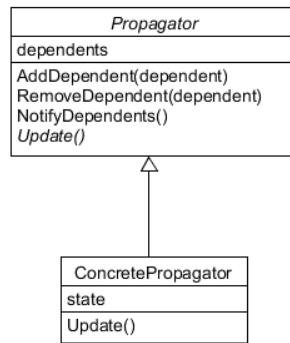 Propagator
dependents
AddDependent(dependent)
RemoveDependent(dependent)
NotifyDependents()
Update()
ConcretePropagator
state
Update()